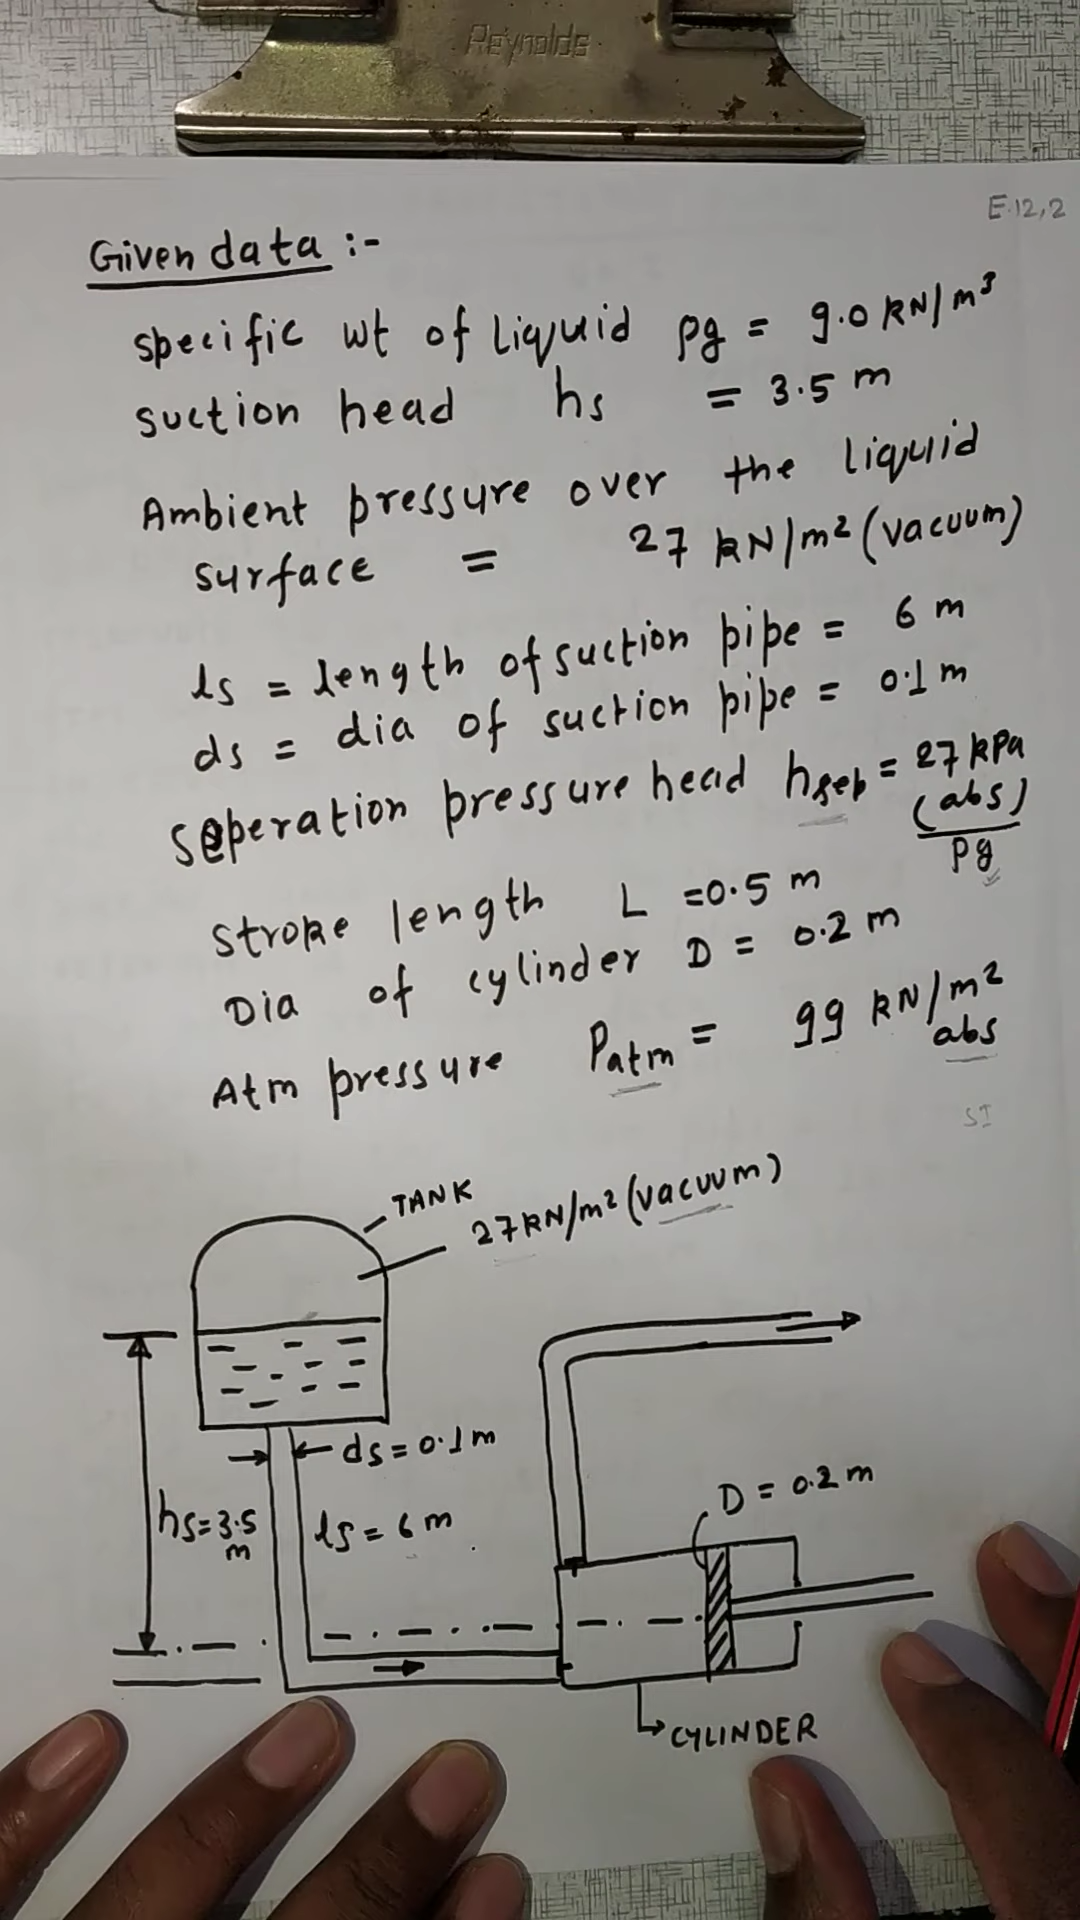 Reynolds
E.12,2
Given data :-
specific wt of liquid ρg = 9.0 kN/m³
suction head hs = 3.5 m
Ambient pressure over the liquid
surface = 27 kN/m² (vacuum)
ls = length of suction pipe = 6 m
ds = dia of suction pipe = 0.1 m
seperation pressure head hsep = 27 kPa
(abs)
ρg
stroke length L = 0.5 m
Dia of cylinder D = 0.2 m
Atm pressure Patm = 99 kN/m²
abs
SI
TANK
27 kN/m² (vacuum)
ds = 0.1 m
D = 0.2 m
hs = 3.5
m
ls = 6 m
CYLINDER